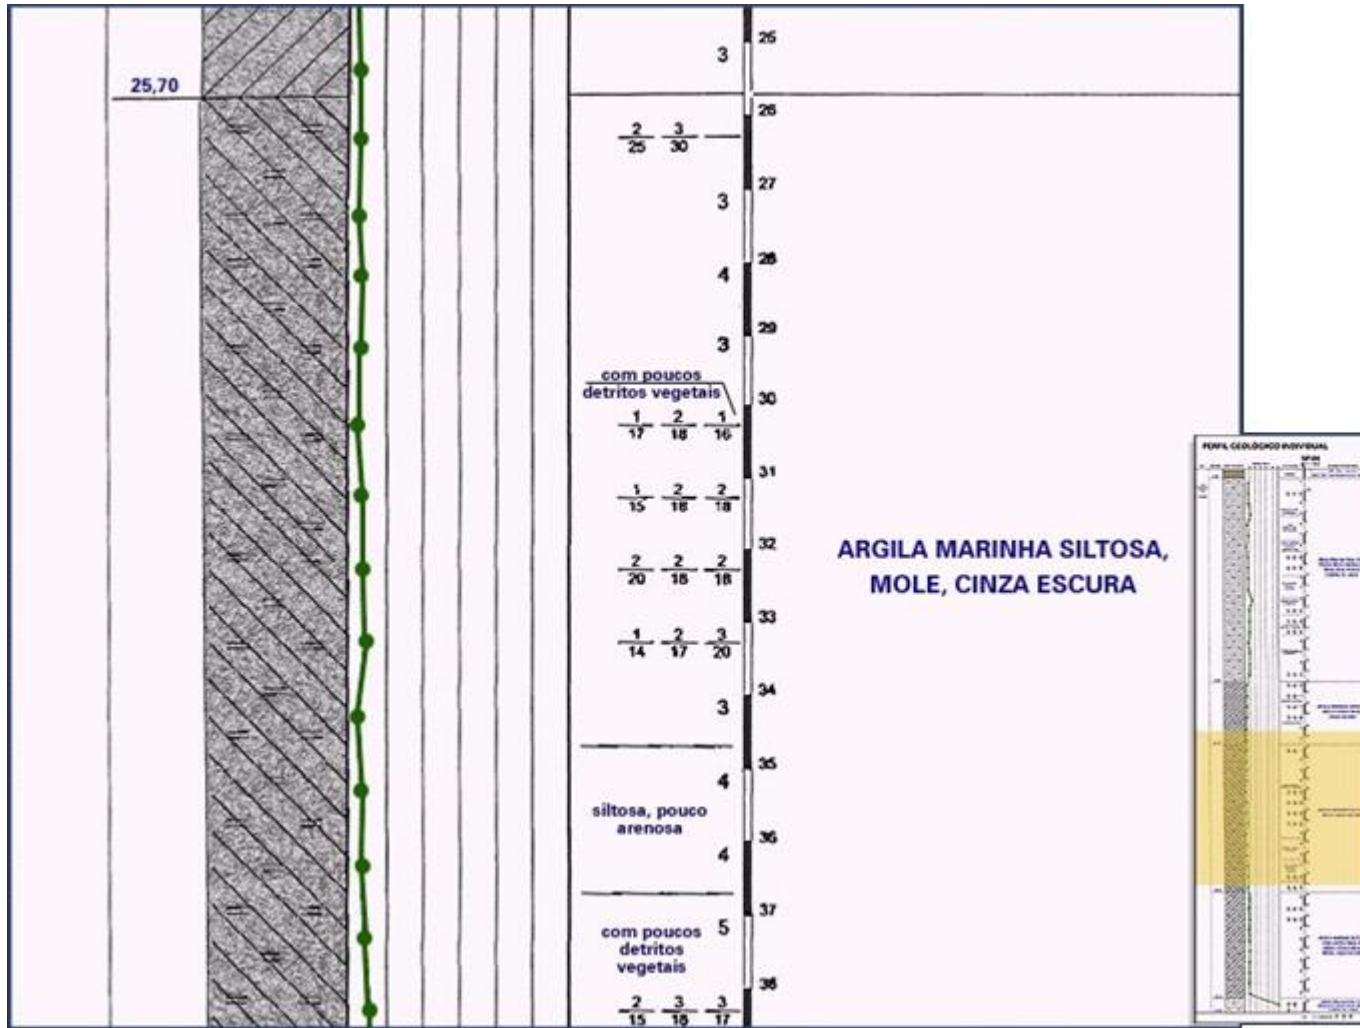 25
3
25,70
26
2 3
25 30
27
3
28
4
29
3
com poucos
detritos vegetais
30
1 2 1
17 18 16
31
1 2 2
15 18 18
32
2 2 2
20 18 18
ARGILA MARINHA SILTOSA,
MOLE, CINZA ESCURA
33
1 2 3
14 17 20
34
3
35
4
siltosa, pouco
arenosa
36
4
37
5
com poucos
detritos
vegetais
38
2 3 3
15 18 17
PERFIL GEOLÓGICO INDIVIDUAL